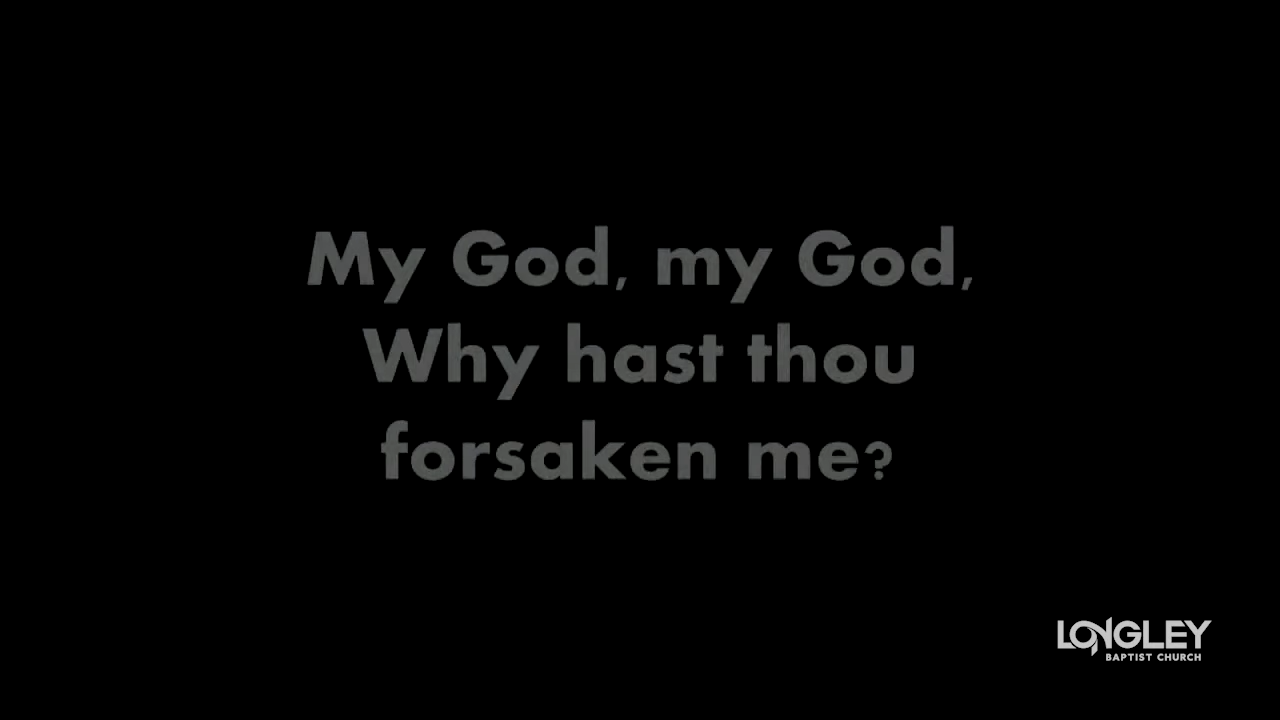 My God, my God,
Why hast thou
forsaken me?
LONGLEY
BAPTIST CHURCH